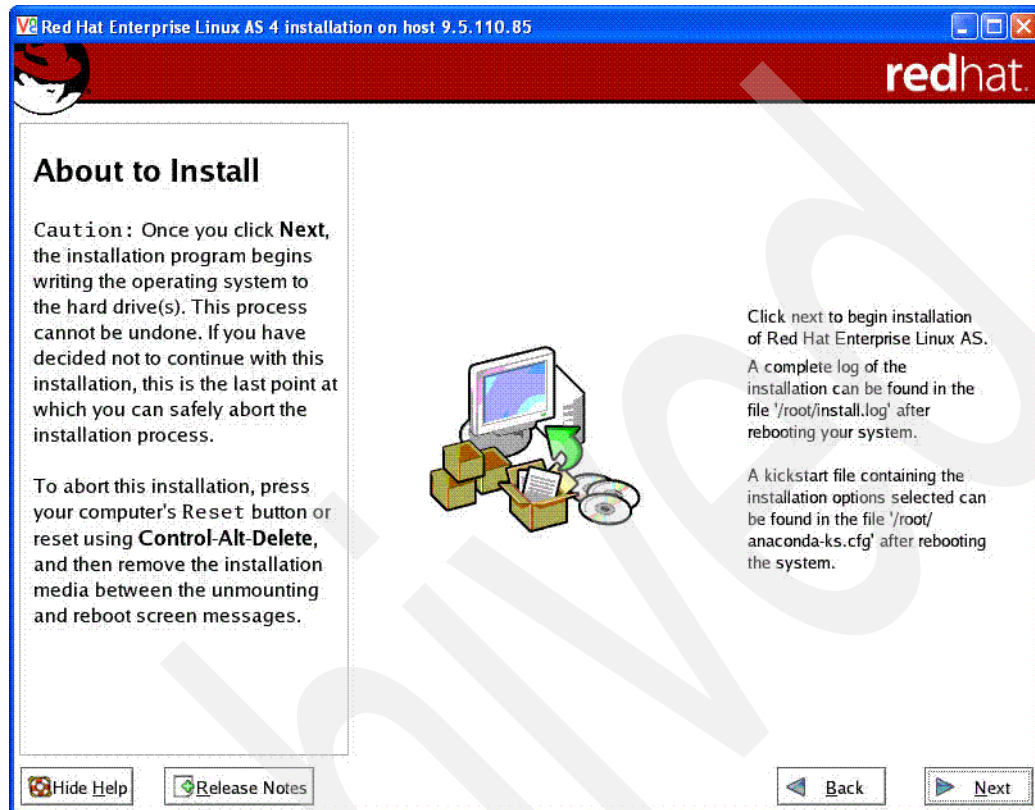 Red Hat Enterprise Linux AS 4 installation on host 9.5.110.85
redhat.
About to Install
Caution: Once you click Next,
the installation program begins
writing the operating system to
the hard drive(s). This process
cannot be undone. If you have
decided not to continue with this
installation, this is the last point at
which you can safely abort the
installation process.
To abort this installation, press
your computer's Reset button or
reset using Control-Alt-Delete,
and then remove the installation
media between the unmounting
and reboot screen messages.
Click next to begin installation
of Red Hat Enterprise Linux AS.
A complete log of the
installation can be found in the
file '/root/install.log' after
rebooting your system.
A kickstart file containing the
installation options selected can
be found in the file '/root/
anaconda-ks.cfg' after rebooting
the system.
Hide Help
Release Notes
Back
Next